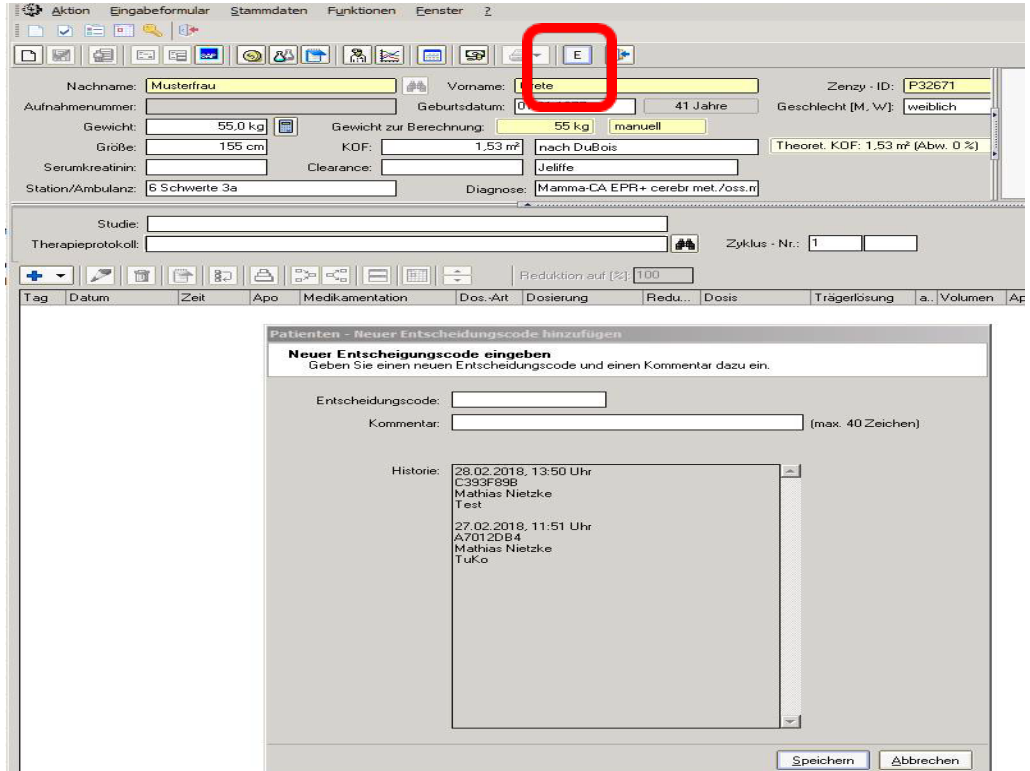 Aktion Eingabeformular Stammdaten Funktionen Fenster ?
E
Nachname: Musterfrau Vorname: Zenzy - ID: P32671
Aufnahmenummer: Geburtsdatum: 41 Jahre Geschlecht [M, W]: weiblich
Gewicht: 55,0 kg Gewicht zur Berechnung: 55 kg manuell
Größe: 155 cm KOF: 1,53 m² nach DuBois Theoret. KOF: 1,53 m² (Abw. 0 %)
Serumkreatinin: Clearance: Jeliffe
Station/Ambulanz: 6 Schwerte 3a Diagnose: Mamma-CA EPR+ cerebr met./oss.m
Studie:
Therapieprotokoll: Zyklus - Nr.: 1
Reduktion auf [%]: 100
Tag Datum Zeit Apo Medikamentation Dos.-Art Dosierung Redu... Dosis Trägerlösung a.. Volumen Ap
Patienten - Neuer Entscheidungscode hinzufügen
Neuer Entscheigungscode eingeben
Geben Sie einen neuen Entscheidungscode und einen Kommentar dazu ein.
Entscheidungscode:
Kommentar: (max. 40 Zeichen)
Historie: 28.02.2018, 13:50 Uhr
C393F89B
Mathias Nietzke
Test
27.02.2018, 11:51 Uhr
A7012DB4
Mathias Nietzke
TuKo
Speichern Abbrechen